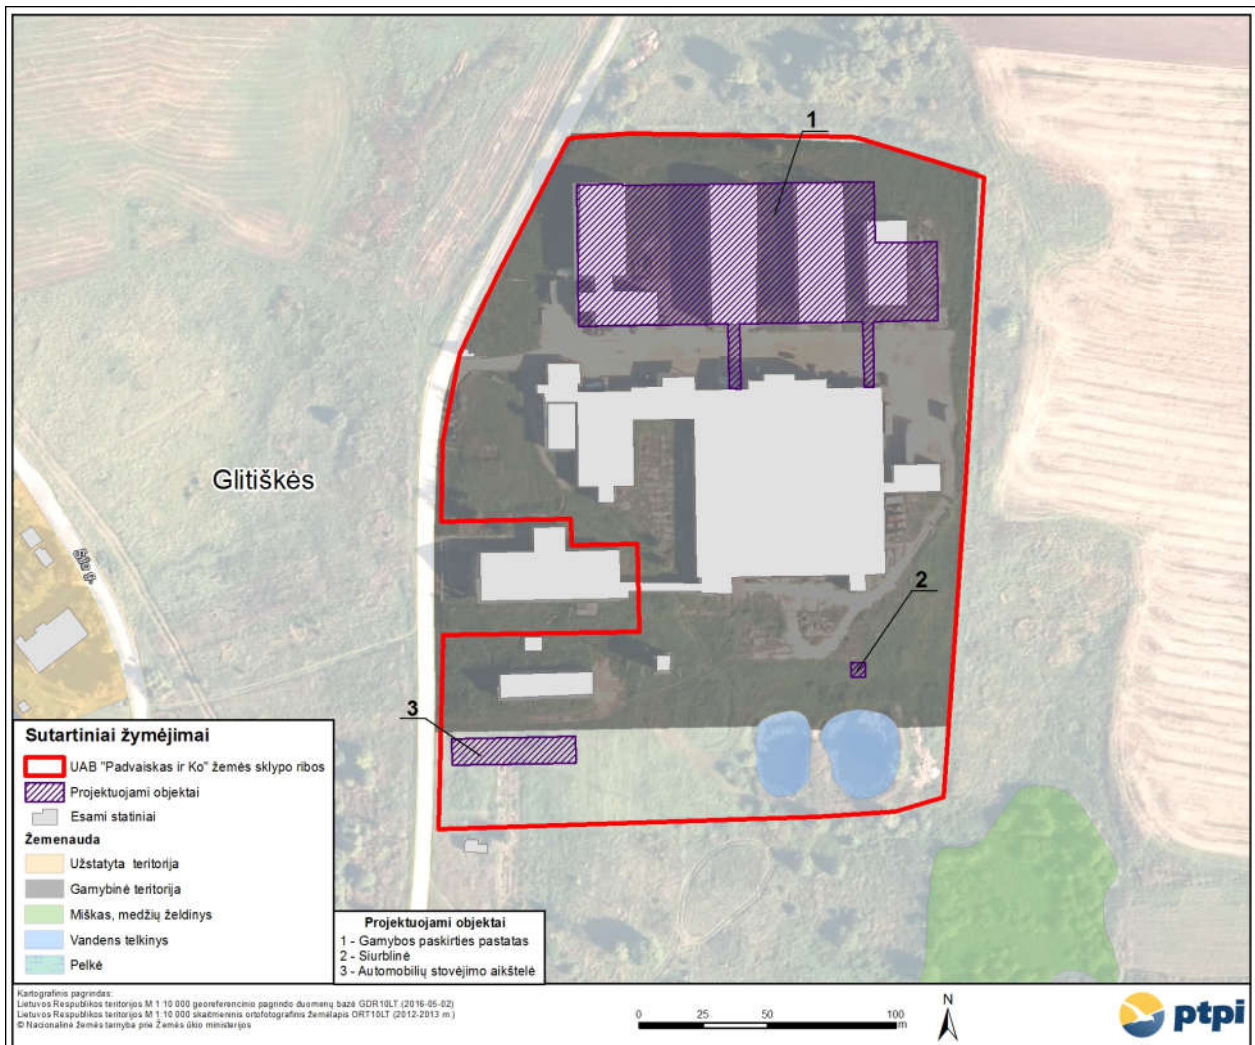 1
Glitiškės
Sila g.
2
3
Sutartiniai žymėjimai
UAB "Padvaiskas ir Ko" žemės sklypo ribos
Projektuojami objektai
Esami statiniai
Žemenauda
Užstatyta teritorija
Gamybinė teritorija
Miškas, medžių želdinys
Vandens telkinys
Pelkė
Projektuojami objektai
1 - Gamybos paskirties pastatas
2 - Siurblinė
3 - Automobilių stovėjimo aikštelė
Kartografinis pagrindas:
Lietuvos Respublikos teritorijos M 1:10 000 georeferencinio pagrindo duomenų bazė GDR10LT (2016-05-02)
Lietuvos Respublikos teritorijos M 1:10 000 skaitmeninis ortofotografinis žemėlapis ORT10LT (2012-2013 m.)
© Nacionalinė žemės tarnyba prie Žemės ūkio ministerijos
0 25 50 100
m
N
ptpi